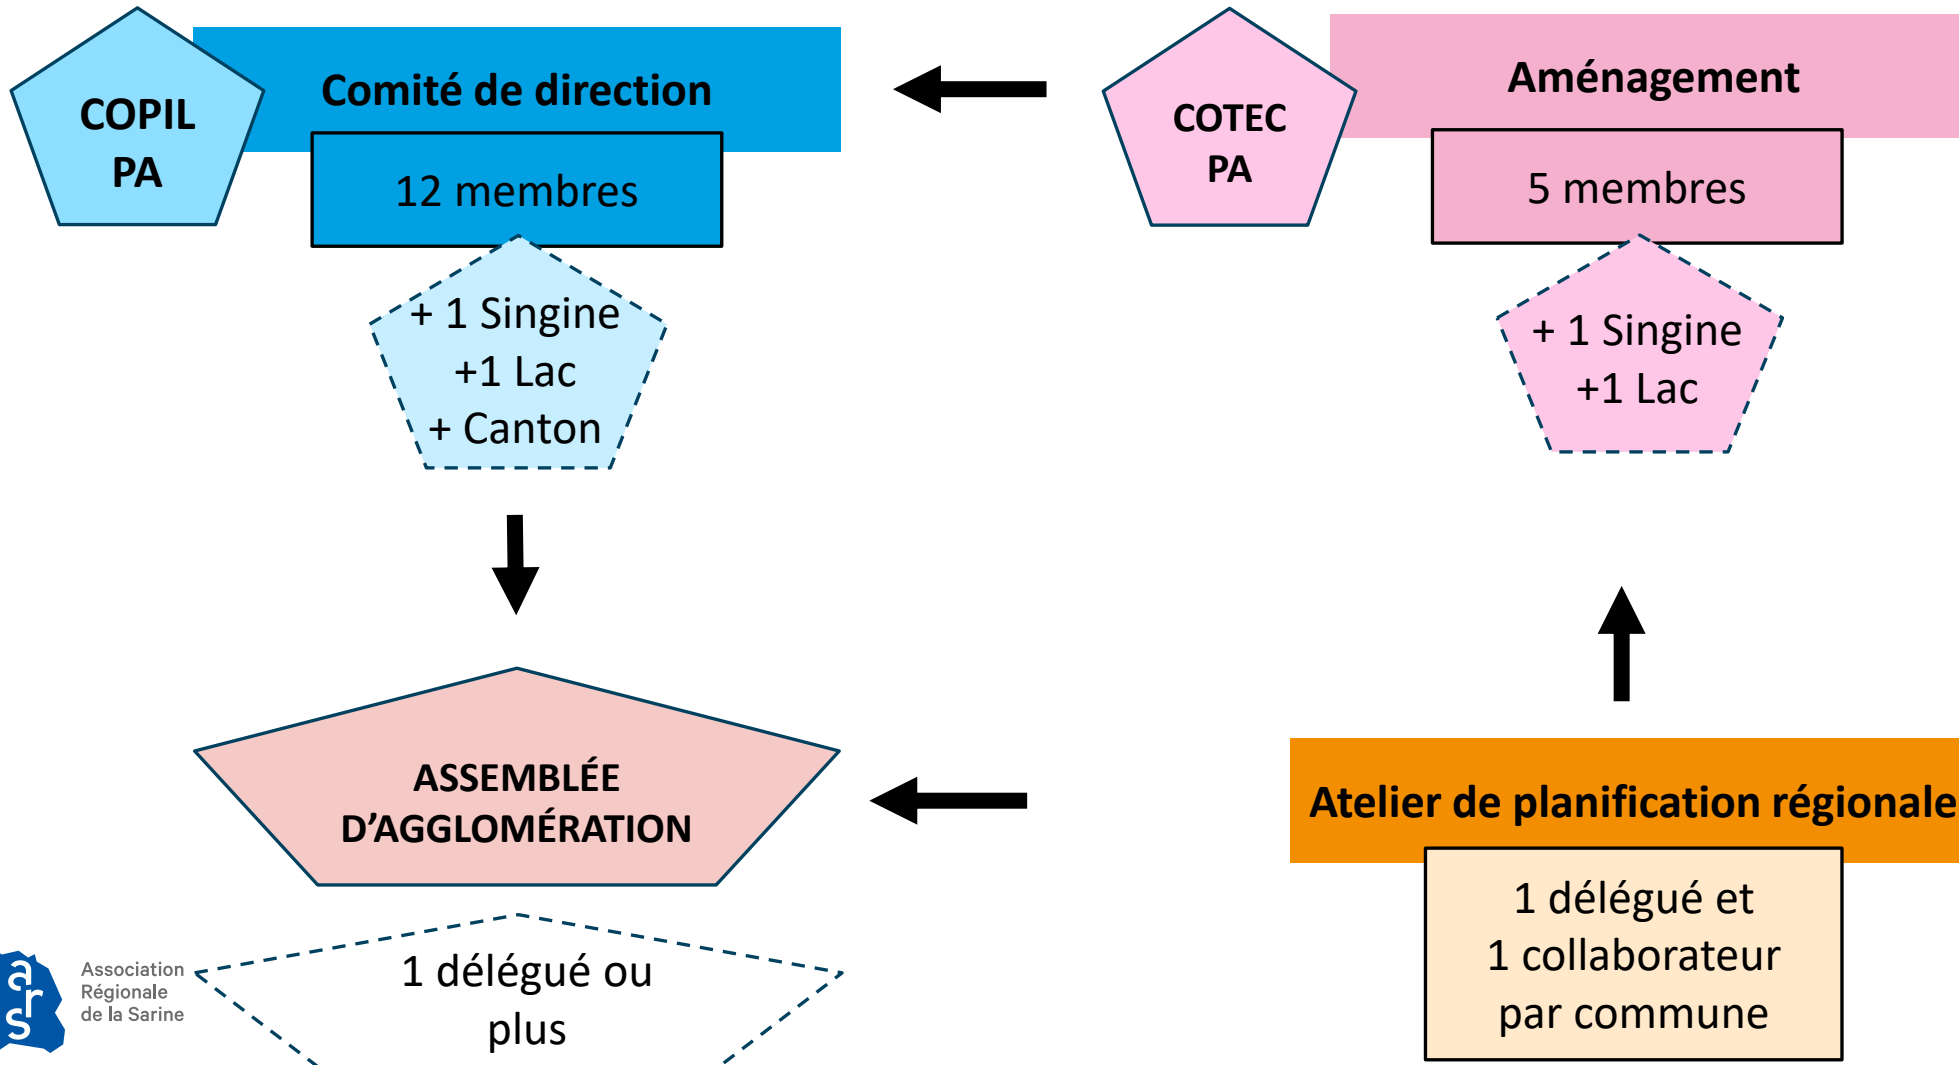 COPIL
PA
Comité de direction
12 membres
+ 1 Singine
+1 Lac
+ Canton
COTEC
PA
Aménagement
5 membres
+ 1 Singine
+1 Lac
ASSEMBLÉE
D’AGGLOMÉRATION
1 délégué ou
plus
Atelier de planification régionale
1 délégué et
1 collaborateur
par commune
ars
Association
Régionale
de la Sarine